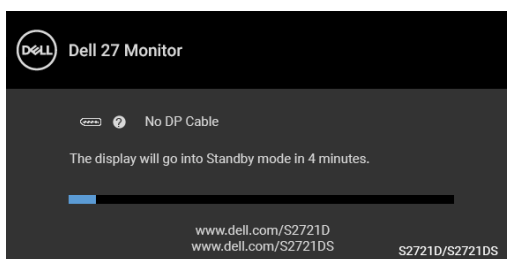 DELL
Dell 27 Monitor
? No DP Cable
The display will go into Standby mode in 4 minutes.
www.dell.com/S2721D
www.dell.com/S2721DS
S2721D/S2721DS